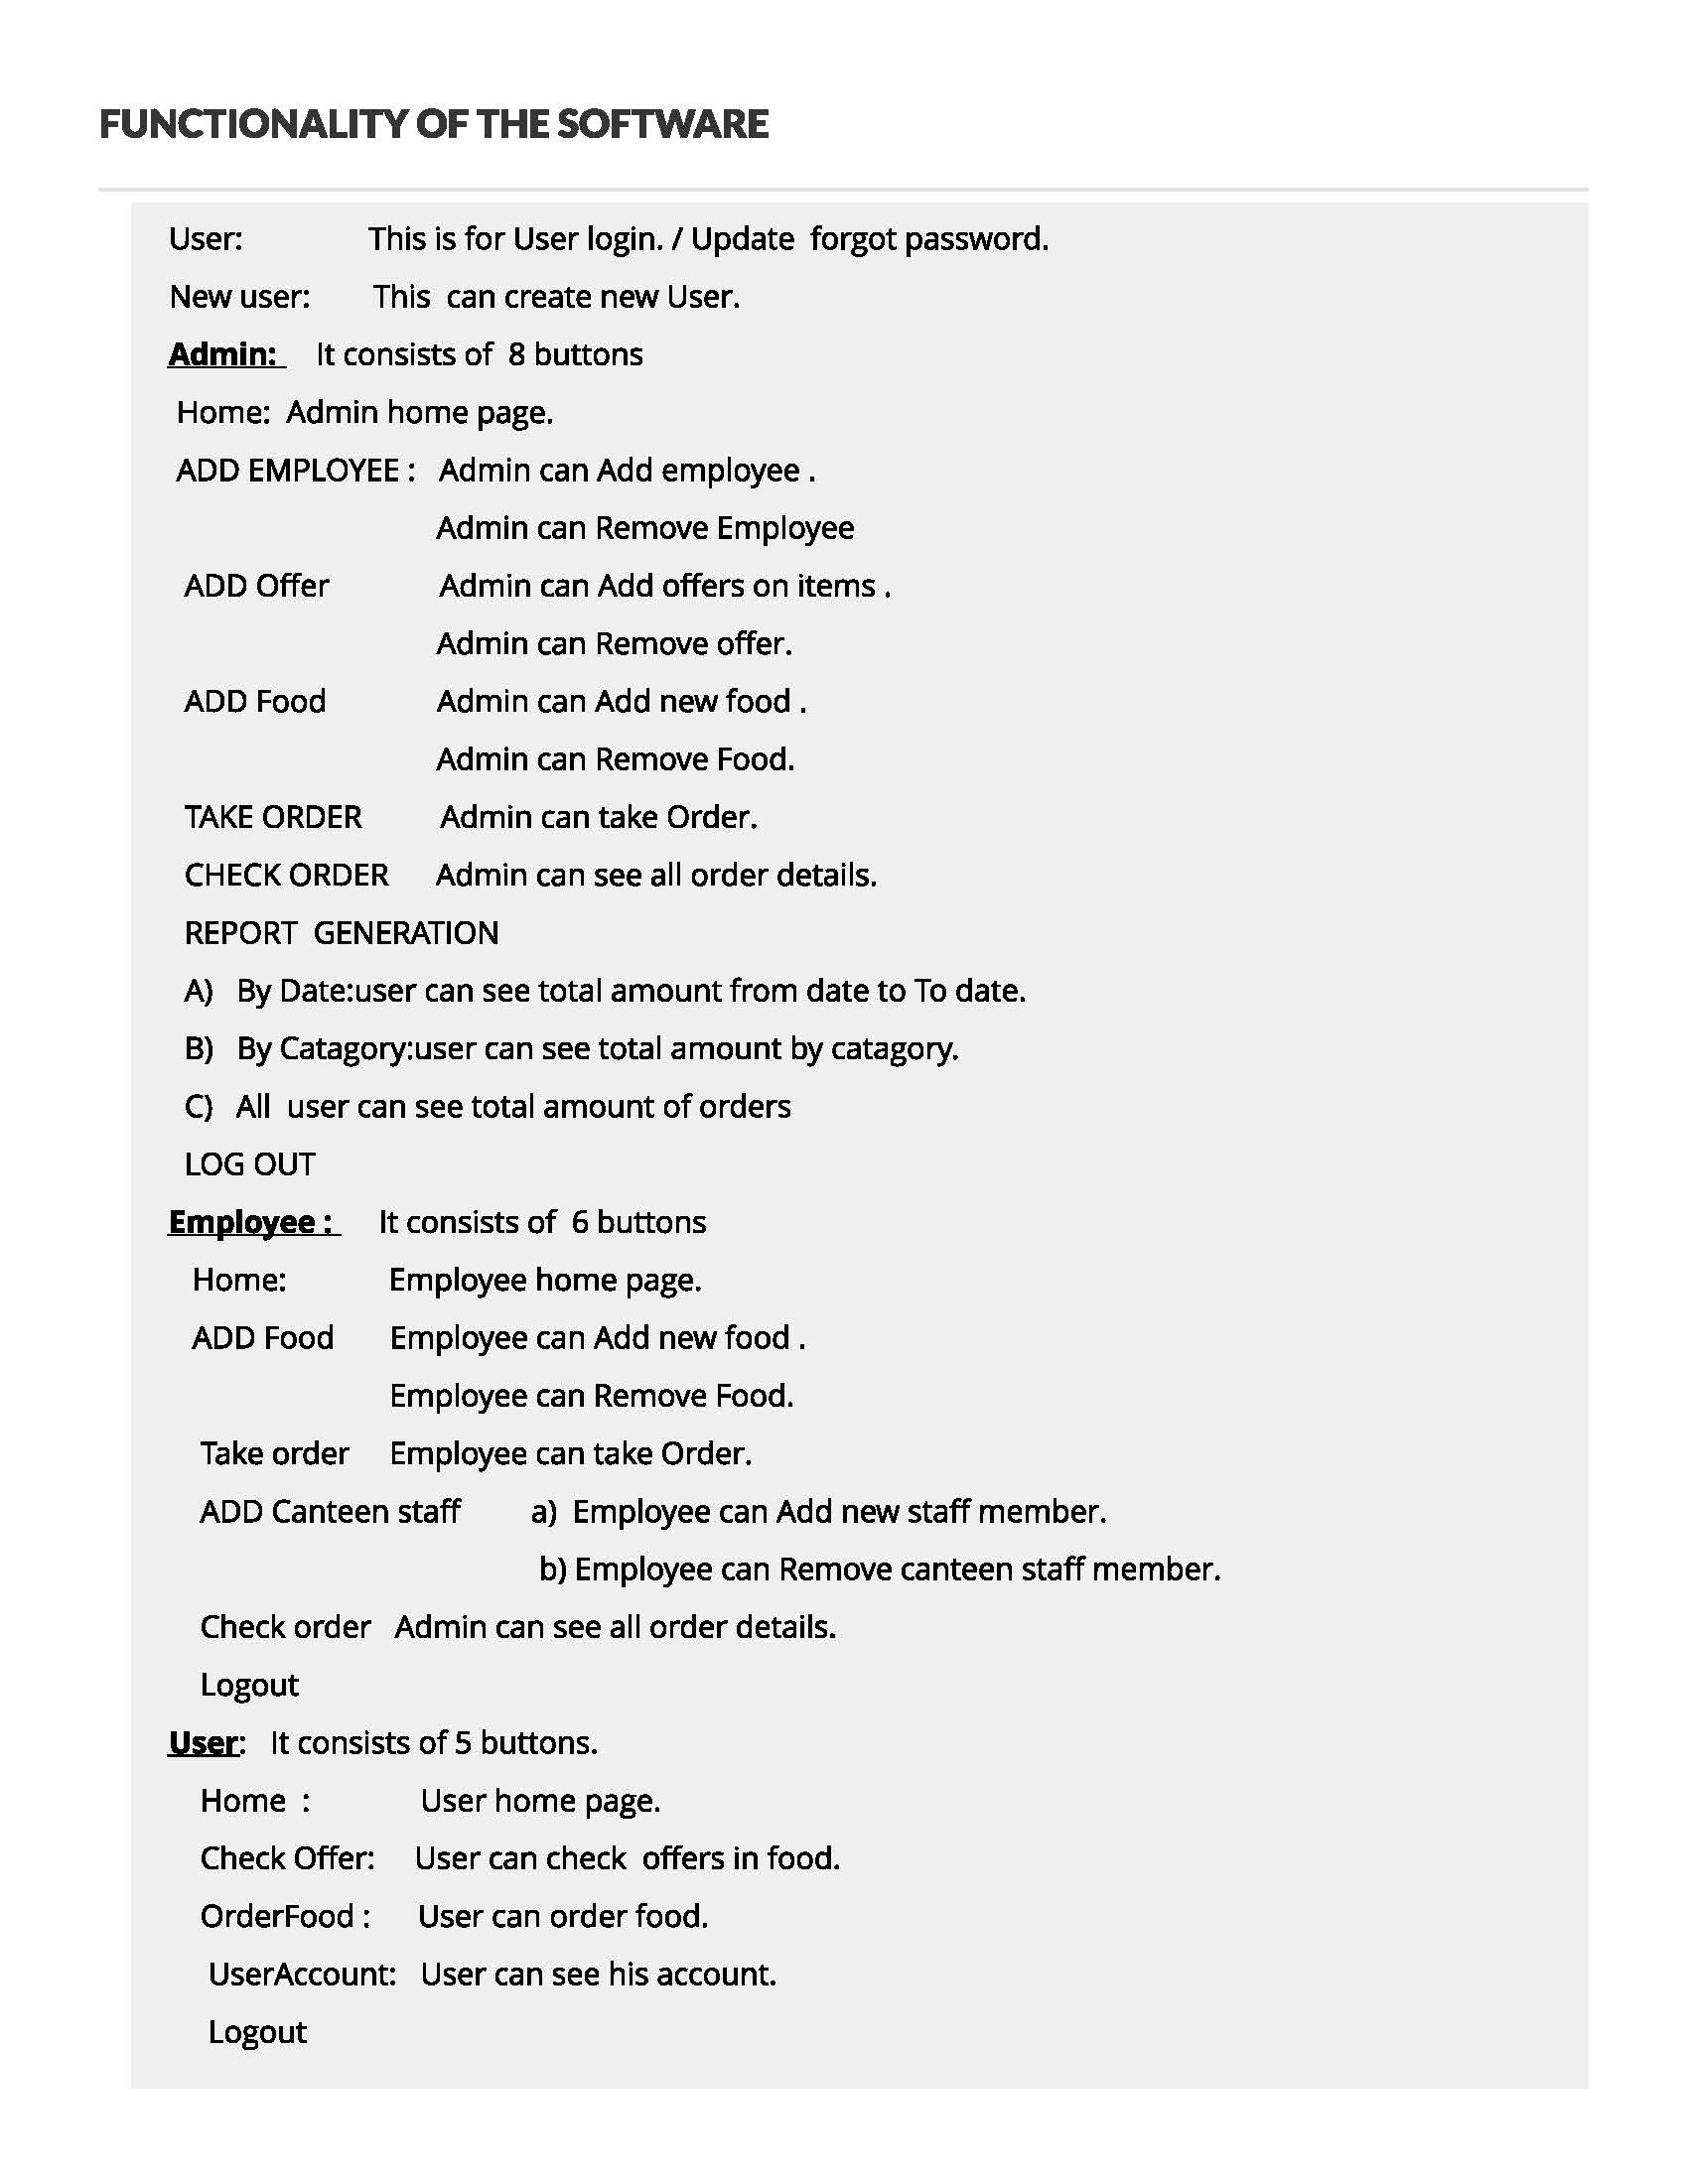 FUNCTIONALITY OF THE SOFTWARE
User: This is for User login. / Update forgot password.
New user: This can create new User.
Admin: It consists of 8 buttons
Home: Admin home page.
ADD EMPLOYEE : Admin can Add employee .
Admin can Remove Employee
ADD Offer Admin can Add offers on items .
Admin can Remove offer.
ADD Food Admin can Add new food .
Admin can Remove Food.
TAKE ORDER Admin can take Order.
CHECK ORDER Admin can see all order details.
REPORT GENERATION
A) By Date:user can see total amount from date to To date.
B) By Catagory:user can see total amount by catagory.
C) All user can see total amount of orders
LOG OUT
Employee : It consists of 6 buttons
Home: Employee home page.
ADD Food Employee can Add new food .
Employee can Remove Food.
Take order Employee can take Order.
ADD Canteen staff a) Employee can Add new staff member.
b) Employee can Remove canteen staff member.
Check order Admin can see all order details.
Logout
User: It consists of 5 buttons.
Home : User home page.
Check Offer: User can check offers in food.
OrderFood : User can order food.
UserAccount: User can see his account.
Logout